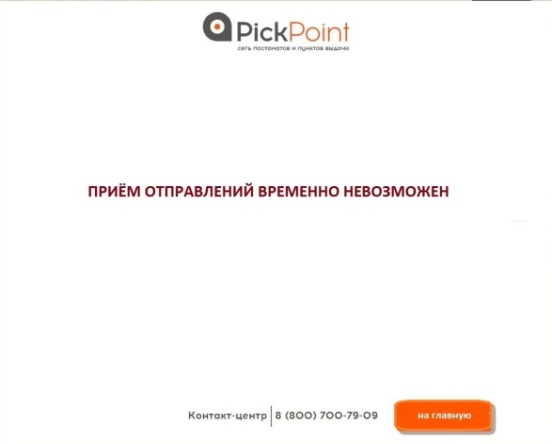 PickPoint
сеть постаматов и пунктов выдачи
ПРИЁМ ОТПРАВЛЕНИЙ ВРЕМЕННО НЕВОЗМОЖЕН
Контакт-центр | 8 (800) 700-79-09
на главную